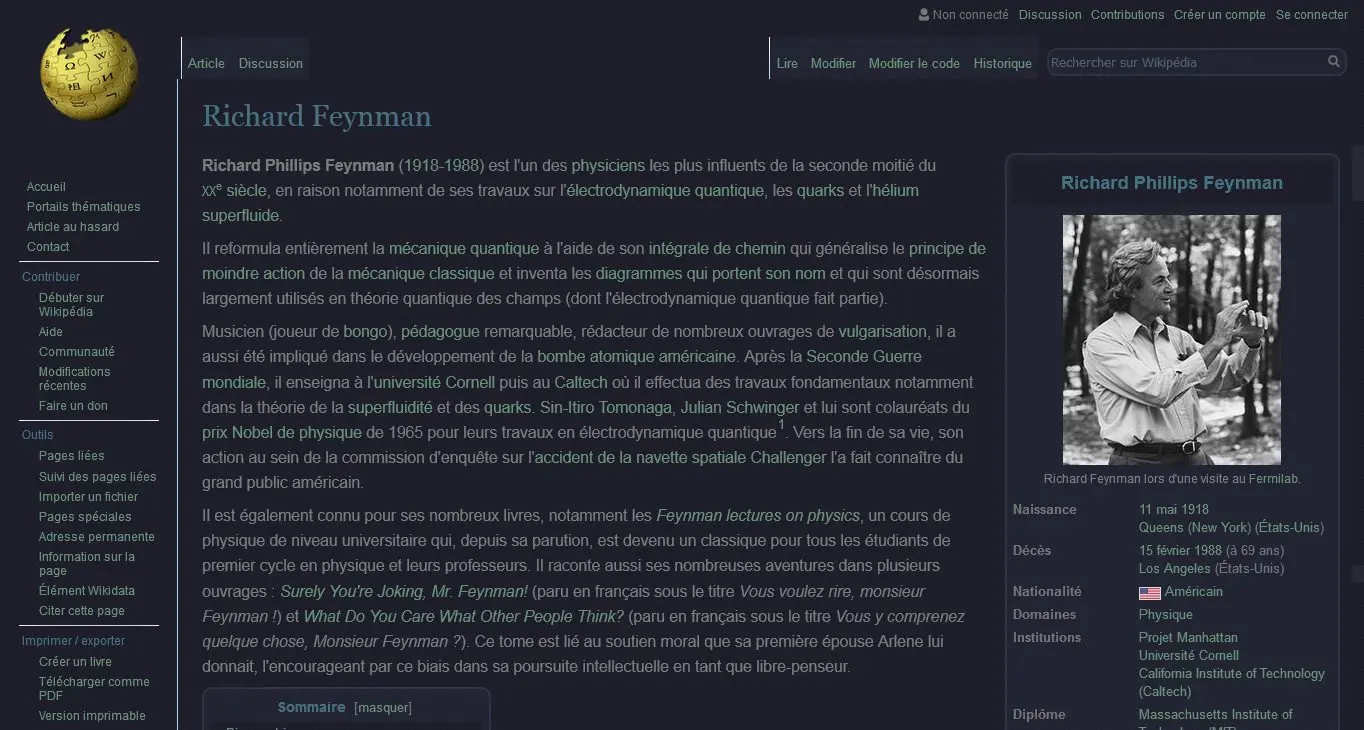 Non connecté Discussion Contributions Créer un compte Se connecter
Article Discussion
Lire Modifier Modifier le code Historique
Rechercher sur Wikipédia
Accueil
Portails thématiques
Article au hasard
Contact
Contribuer
Débuter sur
Wikipédia
Aide
Communauté
Modifications
récentes
Faire un don
Outils
Pages liées
Suivi des pages liées
Importer un fichier
Pages spéciales
Adresse permanente
Information sur la
page
Élément Wikidata
Citer cette page
Imprimer / exporter
Créer un livre
Télécharger comme
PDF
Version imprimable
Richard Feynman
Richard Phillips Feynman (1918-1988) est l'un des physiciens les plus influents de la seconde moitié du
XXe siècle, en raison notamment de ses travaux sur l'électrodynamique quantique, les quarks et l'hélium
superfluide.
Il reformula entièrement la mécanique quantique à l'aide de son intégrale de chemin qui généralise le principe de
moindre action de la mécanique classique et inventa les diagrammes qui portent son nom et qui sont désormais
largement utilisés en théorie quantique des champs (dont l'électrodynamique quantique fait partie).
Musicien (joueur de bongo), pédagogue remarquable, rédacteur de nombreux ouvrages de vulgarisation, il a
aussi été impliqué dans le développement de la bombe atomique américaine. Après la Seconde Guerre
mondiale, il enseigna à l'université Cornell puis au Caltech où il effectua des travaux fondamentaux notamment
dans la théorie de la superfluidité et des quarks. Sin-Itiro Tomonaga, Julian Schwinger et lui sont colauréats du
prix Nobel de physique de 1965 pour leurs travaux en électrodynamique quantique1. Vers la fin de sa vie, son
action au sein de la commission d'enquête sur l'accident de la navette spatiale Challenger l'a fait connaître du
grand public américain.
Il est également connu pour ses nombreux livres, notamment les Feynman lectures on physics, un cours de
physique de niveau universitaire qui, depuis sa parution, est devenu un classique pour tous les étudiants de
premier cycle en physique et leurs professeurs. Il raconte aussi ses nombreuses aventures dans plusieurs
ouvrages : Surely You're Joking, Mr. Feynman! (paru en français sous le titre Vous voulez rire, monsieur
Feynman !) et What Do You Care What Other People Think? (paru en français sous le titre Vous y comprenez
quelque chose, Monsieur Feynman ?). Ce tome est lié au soutien moral que sa première épouse Arlene lui
donnait, l'encourageant par ce biais dans sa poursuite intellectuelle en tant que libre-penseur.
Sommaire [masquer]
Richard Phillips Feynman
Richard Feynman lors d'une visite au Fermilab.
Naissance 11 mai 1918
Queens (New York) (États-Unis)
Décès 15 février 1988 (à 69 ans)
Los Angeles (États-Unis)
Nationalité Américain
Domaines Physique
Institutions Projet Manhattan
Université Cornell
California Institute of Technology
(Caltech)
Diplôme Massachusetts Institute of